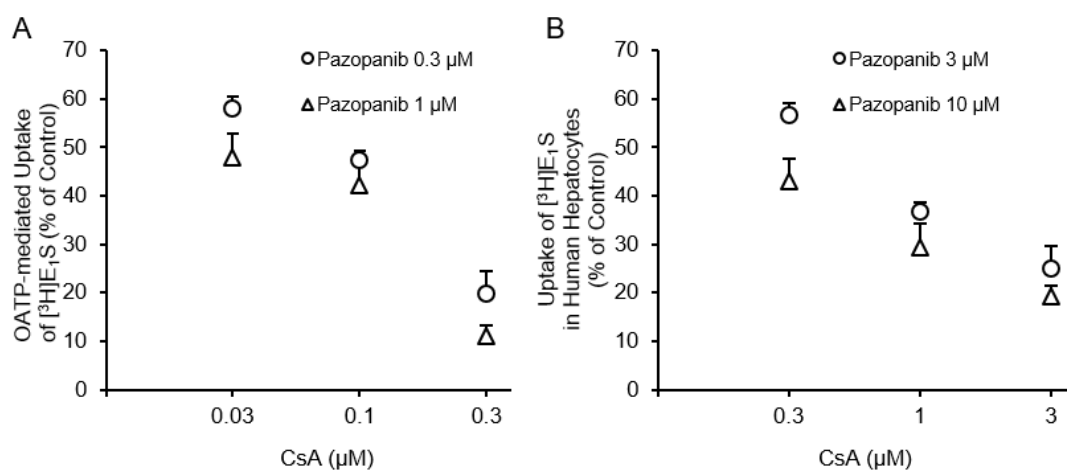 A
OATP-mediated Uptake
of [³H]E₁S (% of Control)
70
60
50
40
30
20
10
0
Pazopanib 0.3 µM
Pazopanib 1 µM
0.03
0.1
0.3
CsA (µM)
B
Uptake of [³H]E₁S
in Human Hepatocytes
(% of Control)
70
60
50
40
30
20
10
0
Pazopanib 3 µM
Pazopanib 10 µM
0.3
1
3
CsA (µM)